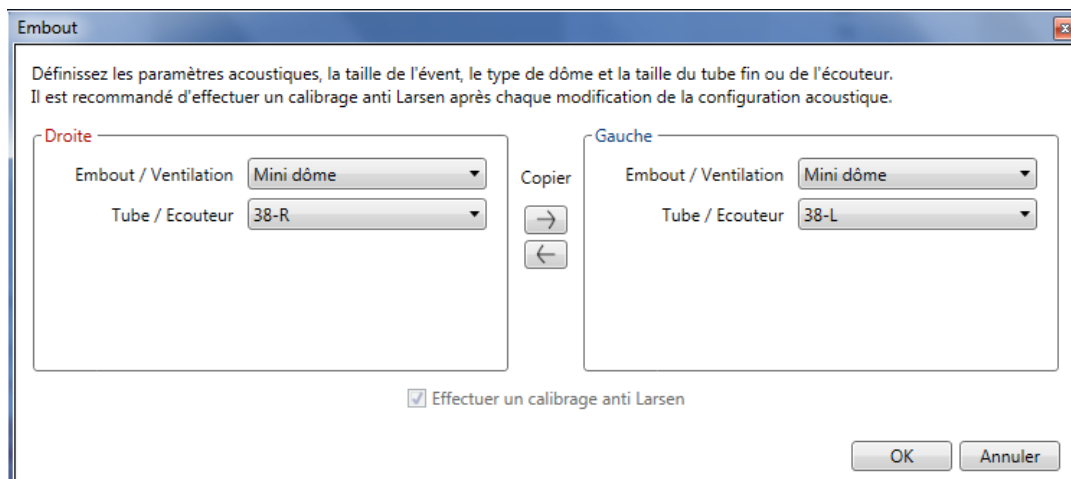 Embout
Définissez les paramètres acoustiques, la taille de l'évent, le type de dôme et la taille du tube fin ou de l'écouteur.
Il est recommandé d'effectuer un calibrage anti Larsen après chaque modification de la configuration acoustique.
Droite
Embout / Ventilation Mini dôme
Tube / Ecouteur 38-R
Copier
Gauche
Embout / Ventilation Mini dôme
Tube / Ecouteur 38-L
Effectuer un calibrage anti Larsen
OK Annuler